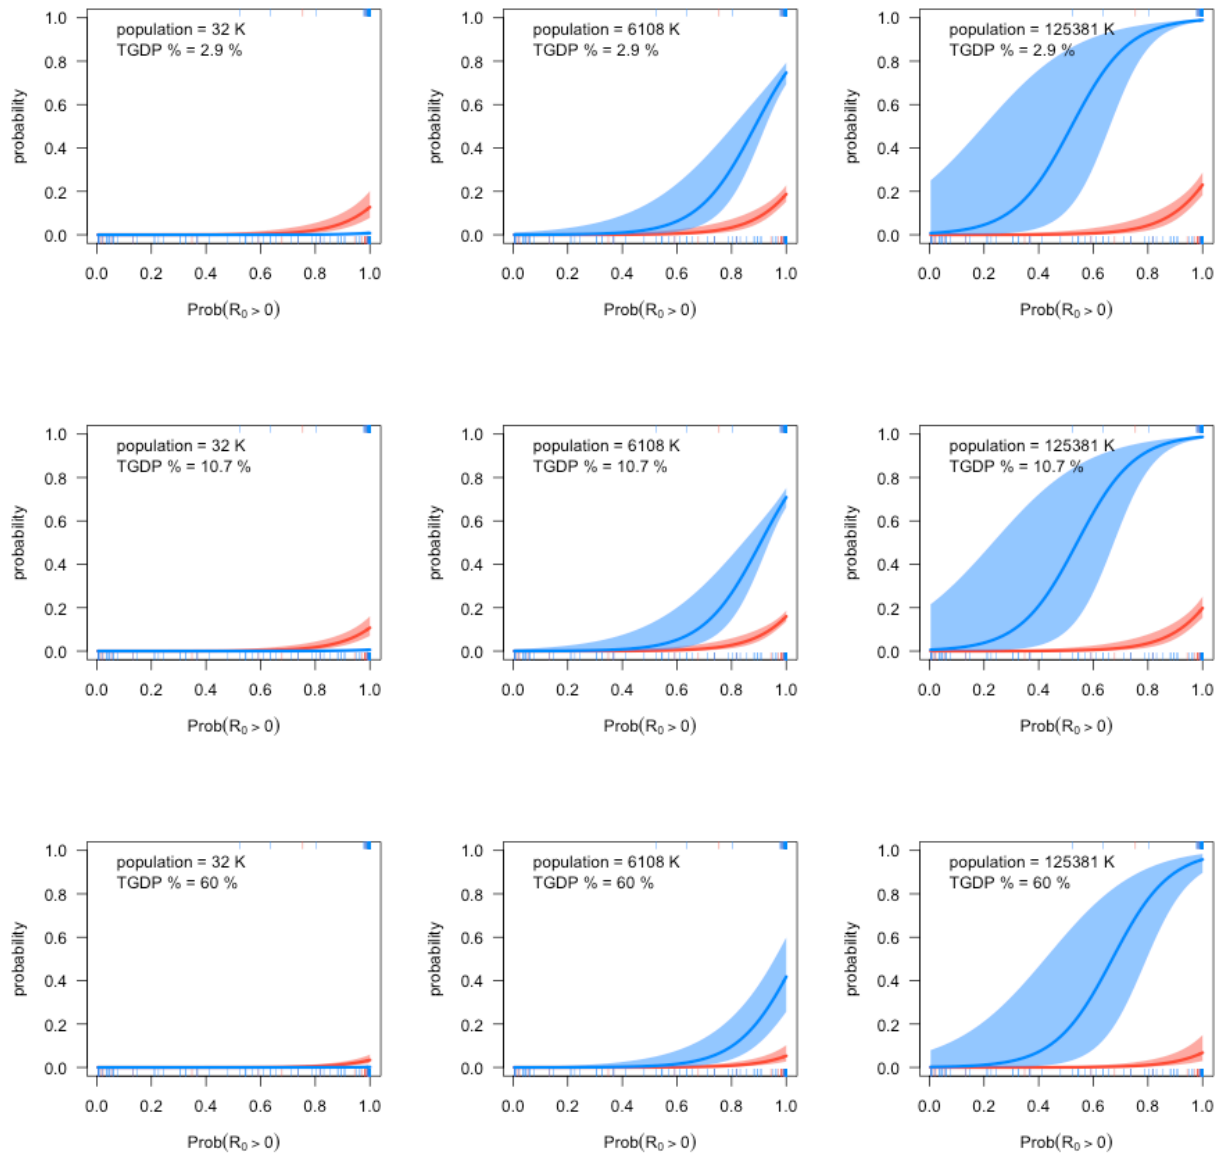 population = 32 K
TGDP % = 2.9 %
probability
1.0
0.8
0.6
0.4
0.2
0.0
0.0 0.2 0.4 0.6 0.8 1.0
Prob(R₀ > 0)
population = 6108 K
TGDP % = 2.9 %
probability
1.0
0.8
0.6
0.4
0.2
0.0
0.0 0.2 0.4 0.6 0.8 1.0
Prob(R₀ > 0)
population = 125381 K
TGDP % = 2.9 %
probability
1.0
0.8
0.6
0.4
0.2
0.0
0.0 0.2 0.4 0.6 0.8 1.0
Prob(R₀ > 0)
population = 32 K
TGDP % = 10.7 %
probability
1.0
0.8
0.6
0.4
0.2
0.0
0.0 0.2 0.4 0.6 0.8 1.0
Prob(R₀ > 0)
population = 6108 K
TGDP % = 10.7 %
probability
1.0
0.8
0.6
0.4
0.2
0.0
0.0 0.2 0.4 0.6 0.8 1.0
Prob(R₀ > 0)
population = 125381 K
TGDP % = 10.7 %
probability
1.0
0.8
0.6
0.4
0.2
0.0
0.0 0.2 0.4 0.6 0.8 1.0
Prob(R₀ > 0)
population = 32 K
TGDP % = 60 %
probability
1.0
0.8
0.6
0.4
0.2
0.0
0.0 0.2 0.4 0.6 0.8 1.0
Prob(R₀ > 0)
population = 6108 K
TGDP % = 60 %
probability
1.0
0.8
0.6
0.4
0.2
0.0
0.0 0.2 0.4 0.6 0.8 1.0
Prob(R₀ > 0)
population = 125381 K
TGDP % = 60 %
probability
1.0
0.8
0.6
0.4
0.2
0.0
0.0 0.2 0.4 0.6 0.8 1.0
Prob(R₀ > 0)